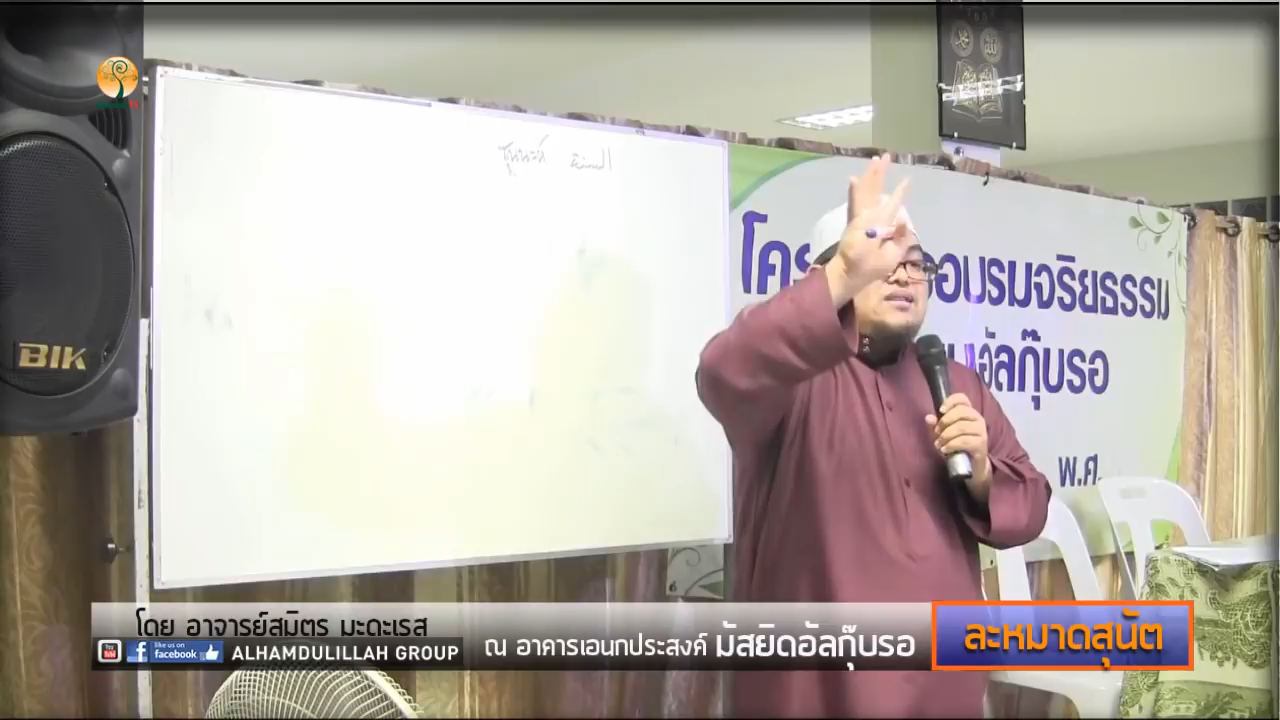 ซุนนะห์ السنة
อบรมจริยธรรม
อัลกุ๊บรอ
พ.ศ.
BIK
โดย อาจารย์สมิตร มะดะเรส
You Tube f like us on facebook ALHAMDULILLAH GROUP
ณ อาคารเอนกประสงค์ มัสยิดอัลกุ๊บรอ
ละหมาดสุนัต